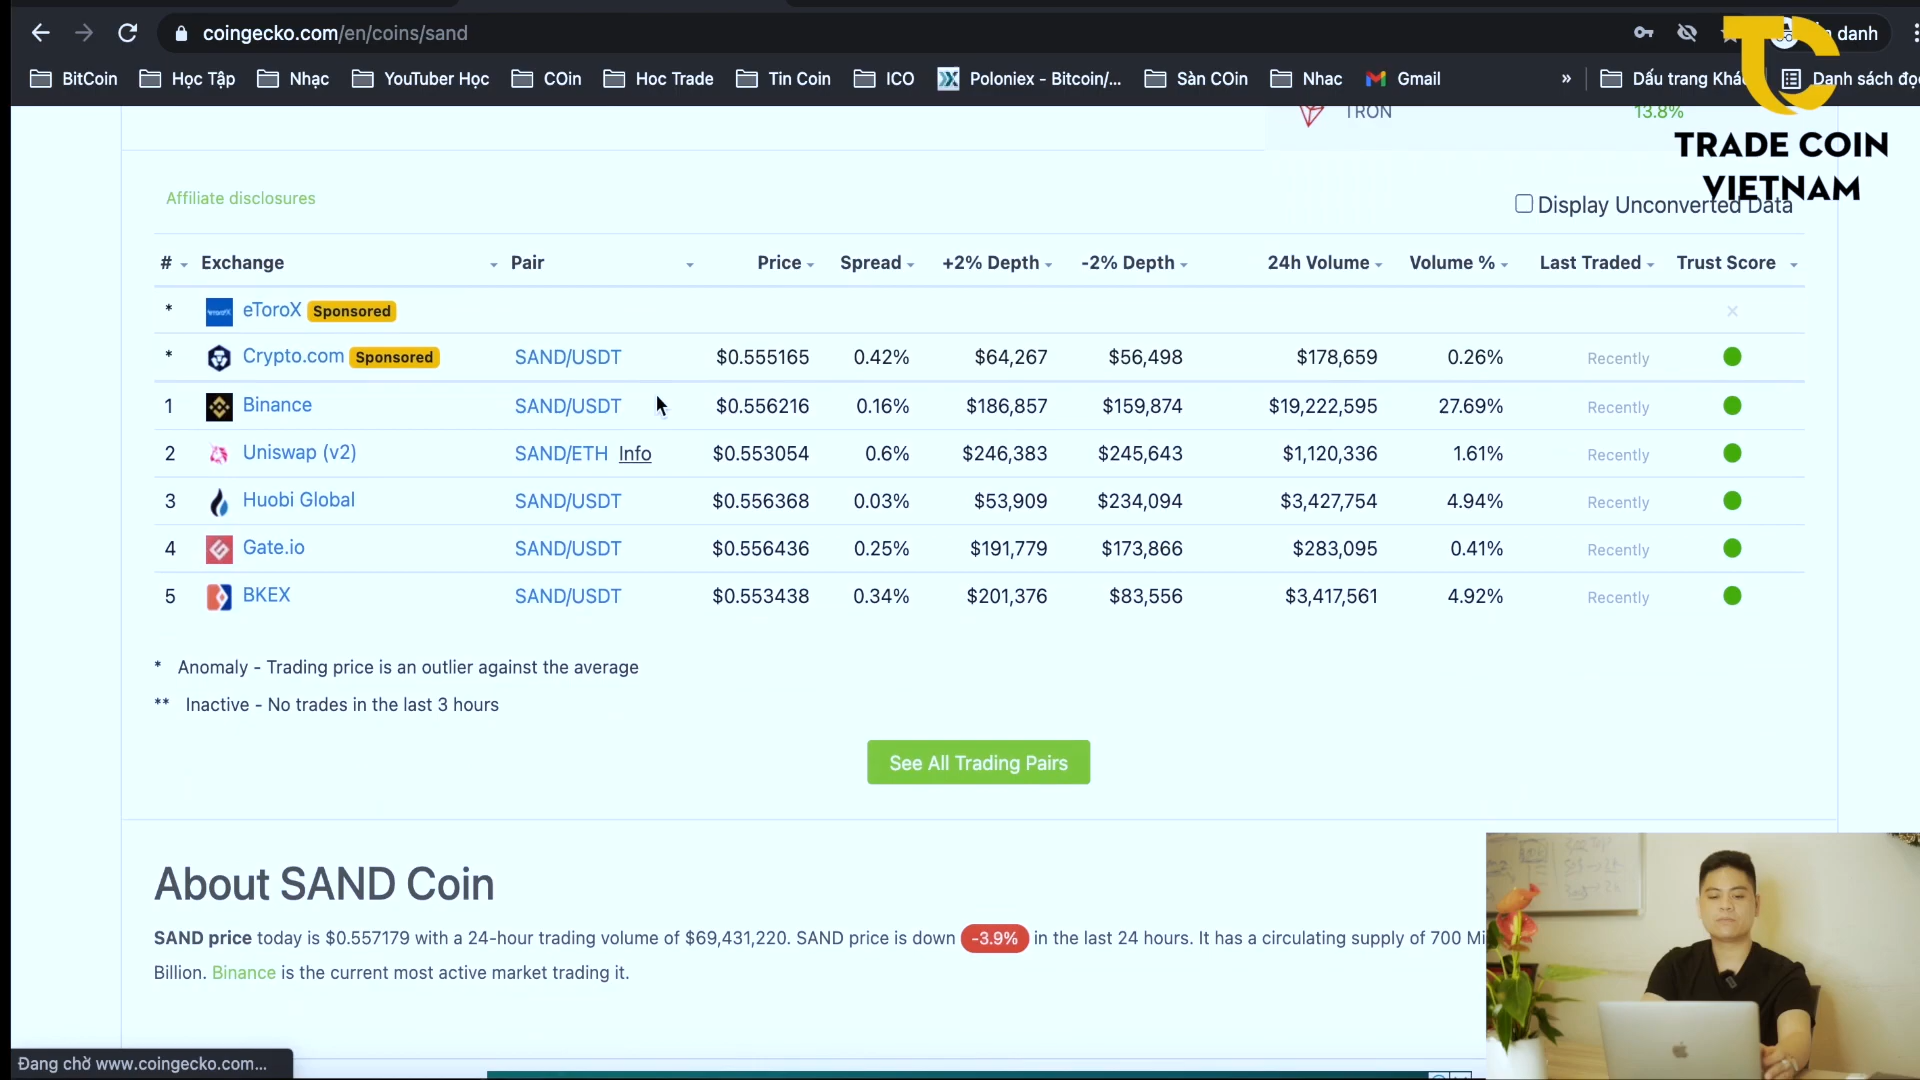 coingecko.com/en/coins/sand
danh
BitCoin Học Tập Nhạc YouTuber Học COin Hoc Trade Tin Coin ICO Poloniex - Bitcoin/... Sàn COin Nhac Gmail » Dấu trang Khá Danh sách đọc
TRON 13.8%
TRADE COIN
VIETNAM
Affiliate disclosures
Display Unconverted Data
# Exchange Pair Price Spread +2% Depth -2% Depth 24h Volume Volume % Last Traded Trust Score
* eToroX Sponsored
* Crypto.com Sponsored SAND/USDT $0.555165 0.42% $64,267 $56,498 $178,659 0.26% Recently
1 Binance SAND/USDT $0.556216 0.16% $186,857 $159,874 $19,222,595 27.69% Recently
2 Uniswap (v2) SAND/ETH Info $0.553054 0.6% $246,383 $245,643 $1,120,336 1.61% Recently
3 Huobi Global SAND/USDT $0.556368 0.03% $53,909 $234,094 $3,427,754 4.94% Recently
4 Gate.io SAND/USDT $0.556436 0.25% $191,779 $173,866 $283,095 0.41% Recently
5 BKEX SAND/USDT $0.553438 0.34% $201,376 $83,556 $3,417,561 4.92% Recently
* Anomaly - Trading price is an outlier against the average
** Inactive - No trades in the last 3 hours
See All Trading Pairs
About SAND Coin
SAND price today is $0.557179 with a 24-hour trading volume of $69,431,220. SAND price is down -3.9% in the last 24 hours. It has a circulating supply of 700 Mi
Billion. Binance is the current most active market trading it.
Đang chờ www.coingecko.com...